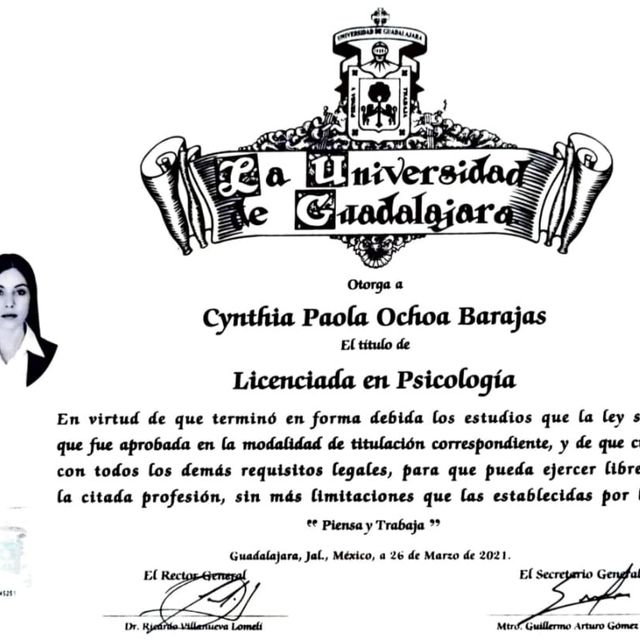 UNIVERSIDAD DE GUADALAJARA
La Universidad
de Guadalajara
Otorga a
Cynthia Paola Ochoa Barajas
El título de
Licenciada en Psicología
En virtud de que terminó en forma debida los estudios que la ley s
que fue aprobada en la modalidad de titulación correspondiente, y de que c
con todos los demás requisitos legales, para que pueda ejercer libre
la citada profesión, sin más limitaciones que las establecidas por
"Piensa y Trabaja"
Guadalajara, Jal., México, a 26 de Marzo de 2021.
El Rector General
El Secretario General
Dr. Ricardo Villanueva Lomelí
Mtro. Guillermo Arturo Gómez